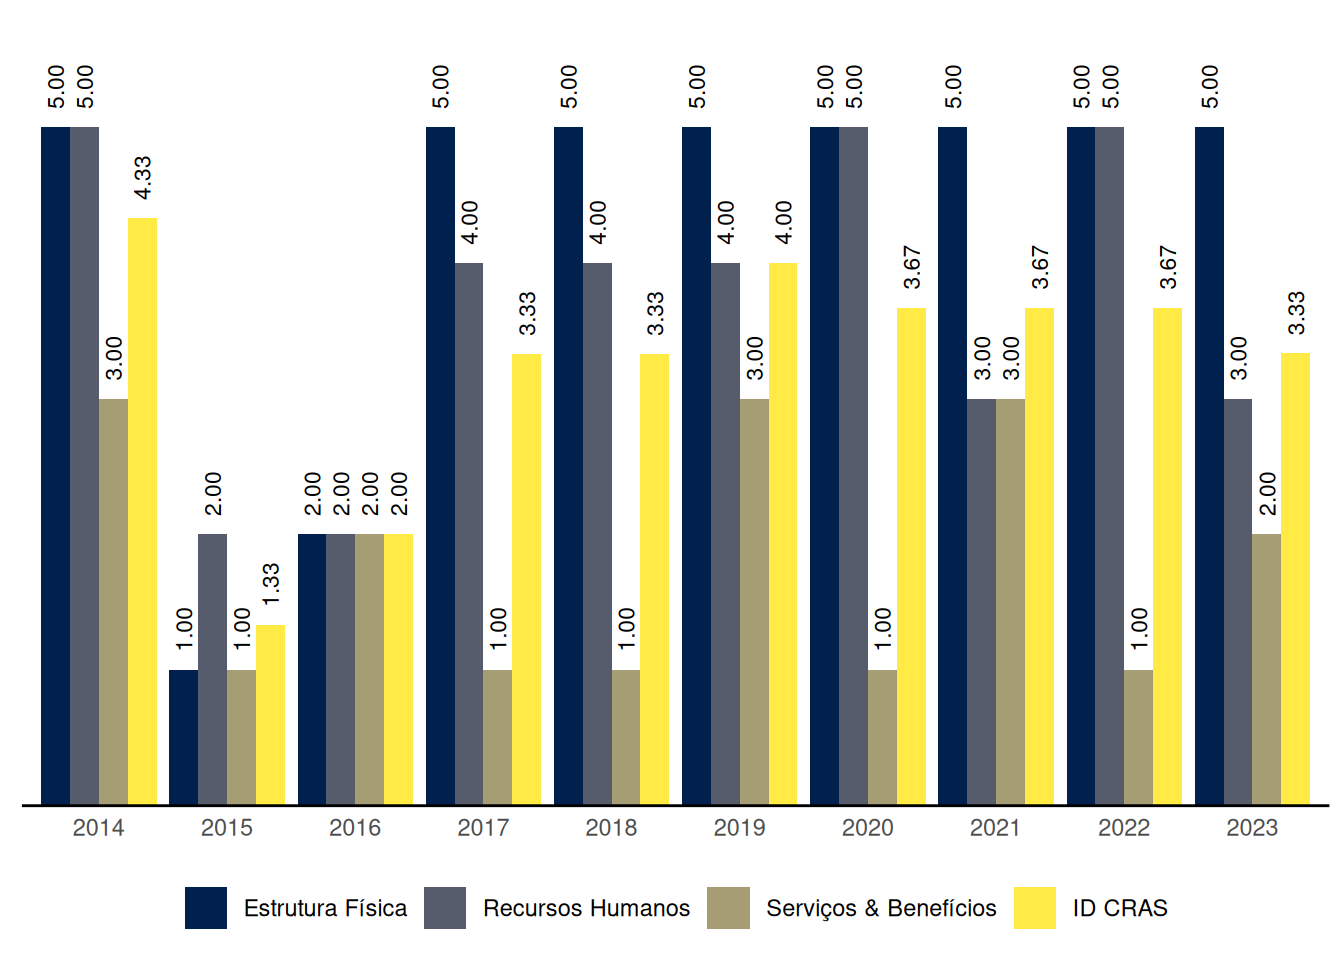 5.00 5.00 3.00 4.33
1.00 2.00 1.00 1.33
2.00 2.00 2.00 2.00
5.00 4.00 1.00 3.33
5.00 4.00 1.00 3.33
5.00 4.00 3.00 4.00
5.00 5.00 1.00 3.67
5.00 3.00 3.00 3.67
5.00 5.00 1.00 3.67
5.00 3.00 2.00 3.33
2014 2015 2016 2017 2018 2019 2020 2021 2022 2023
Estrutura Física Recursos Humanos Serviços & Benefícios ID CRAS